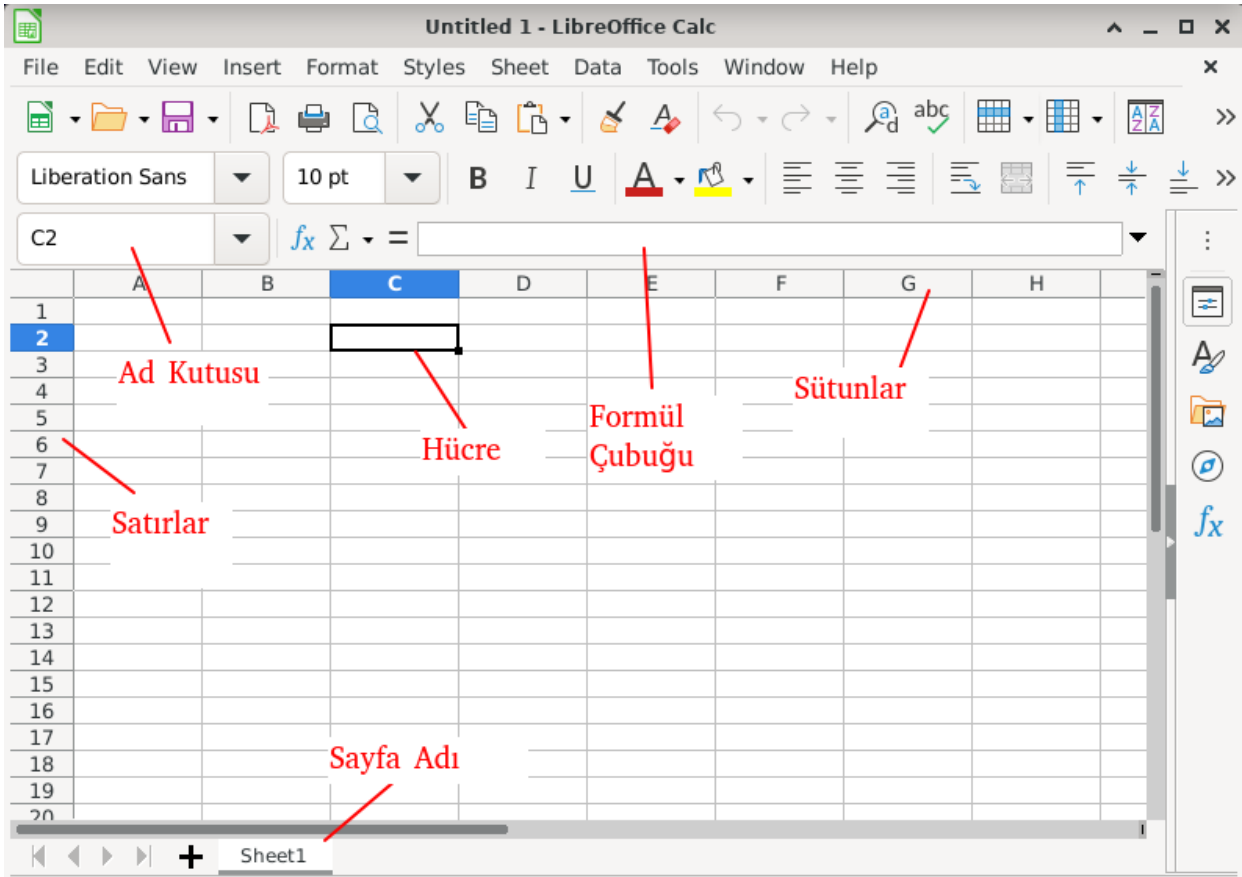 Untitled 1 - LibreOffice Calc
File Edit View Insert Format Styles Sheet Data Tools Window Help
Liberation Sans 10 pt B I U A
C2 fx Σ =
A B C D E F G H
1
2
3
Ad Kutusu
4
Sütunlar
5
Formül
6
Hücre
Çubuğu
7
8
9
Satırlar
10
11
12
13
14
15
16
17
18
Sayfa Adı
19
20
Sheet1